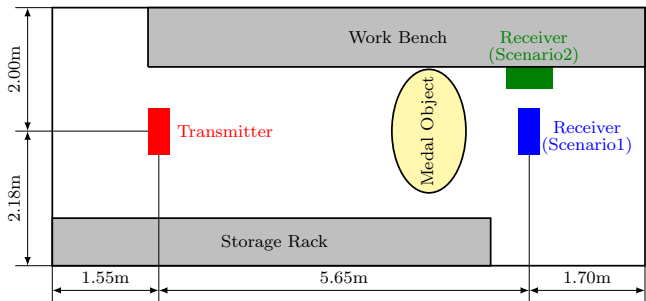 Work Bench
Receiver
(Scenario2)
2.00m
Medal Object
Transmitter
Receiver
(Scenario1)
2.18m
Storage Rack
1.55m
5.65m
1.70m